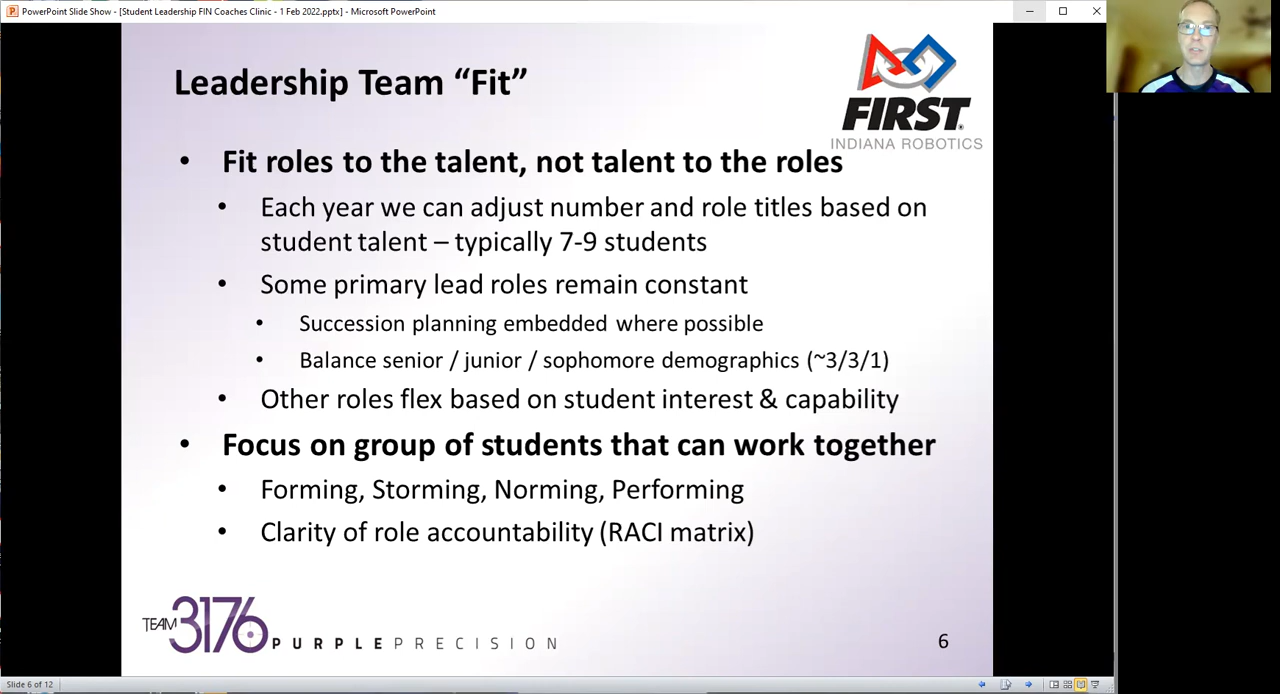 PowerPoint Slide Show - [Student Leadership FIN Coaches Clinic - 1 Feb 2022.pptx] - Microsoft PowerPoint
Leadership Team “Fit”
FIRST®
INDIANA ROBOTICS
• Fit roles to the talent, not talent to the roles
• Each year we can adjust number and role titles based on
student talent – typically 7-9 students
• Some primary lead roles remain constant
• Succession planning embedded where possible
• Balance senior / junior / sophomore demographics (~3/3/1)
• Other roles flex based on student interest & capability
• Focus on group of students that can work together
• Forming, Storming, Norming, Performing
• Clarity of role accountability (RACI matrix)
TEAM 3176 PURPLE PRECISION
6
Slide 6 of 12